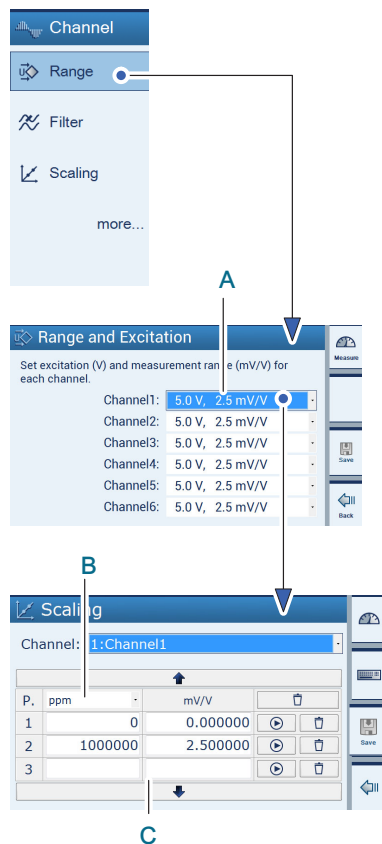 Channel
Range
Filter
Scaling
more...
A
Range and Excitation
Measure
Set excitation (V) and measurement range (mV/V) for
each channel.
Channel1: 5.0 V, 2.5 mV/V
Channel2: 5.0 V, 2.5 mV/V
Channel3: 5.0 V, 2.5 mV/V
Save
Channel4: 5.0 V, 2.5 mV/V
Channel5: 5.0 V, 2.5 mV/V
Channel6: 5.0 V, 2.5 mV/V
Back
B
Scaling
Channel: 1:Channel1
P. ppm mV/V
1 0 0.000000
2 1000000 2.500000
Save
3
C